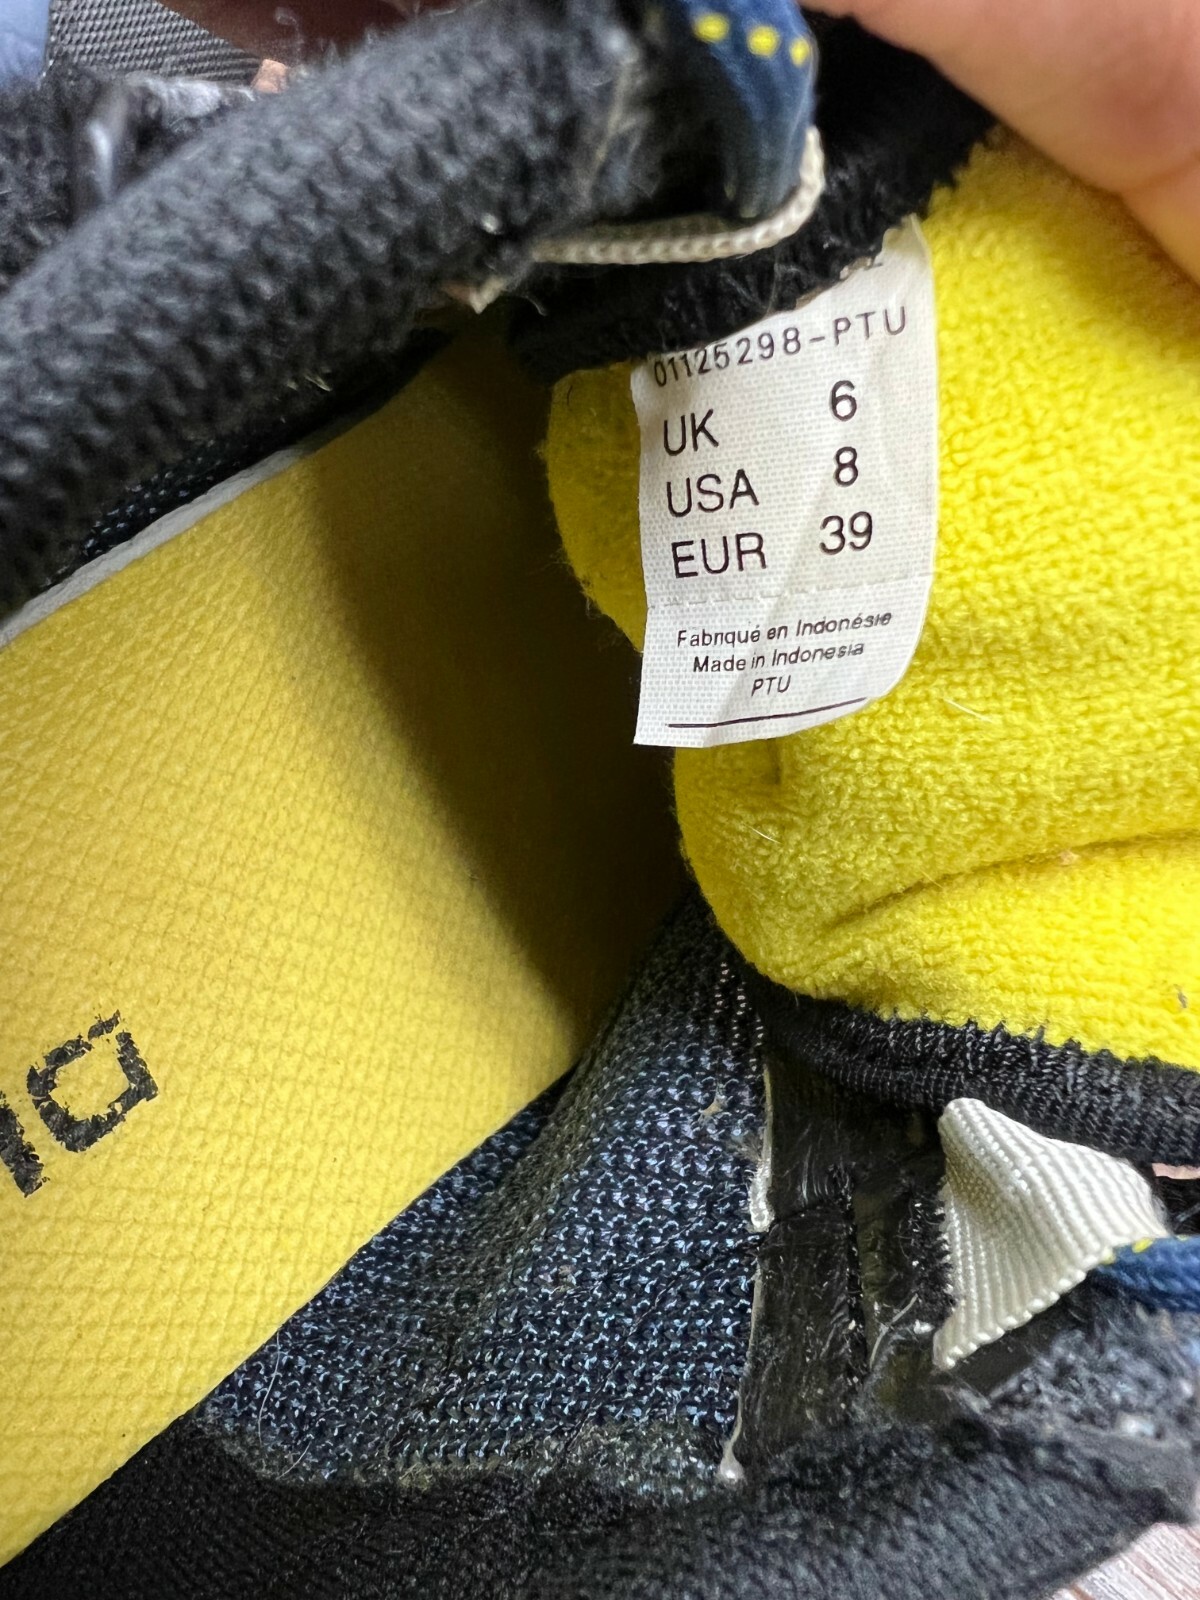 01125298-PTU
UK 6
USA 8
EUR 39
Fabriqué en Indonésie
Made in Indonesia
PTU